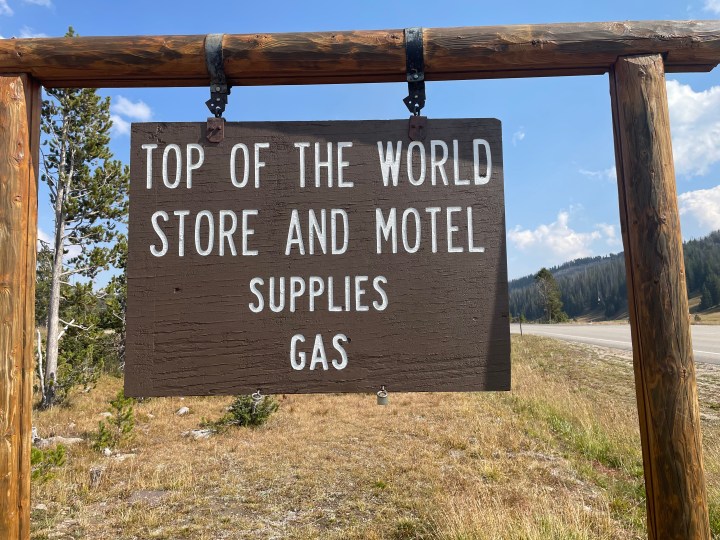 TOP OF THE WORLD
STORE AND MOTEL
SUPPLIES
GAS